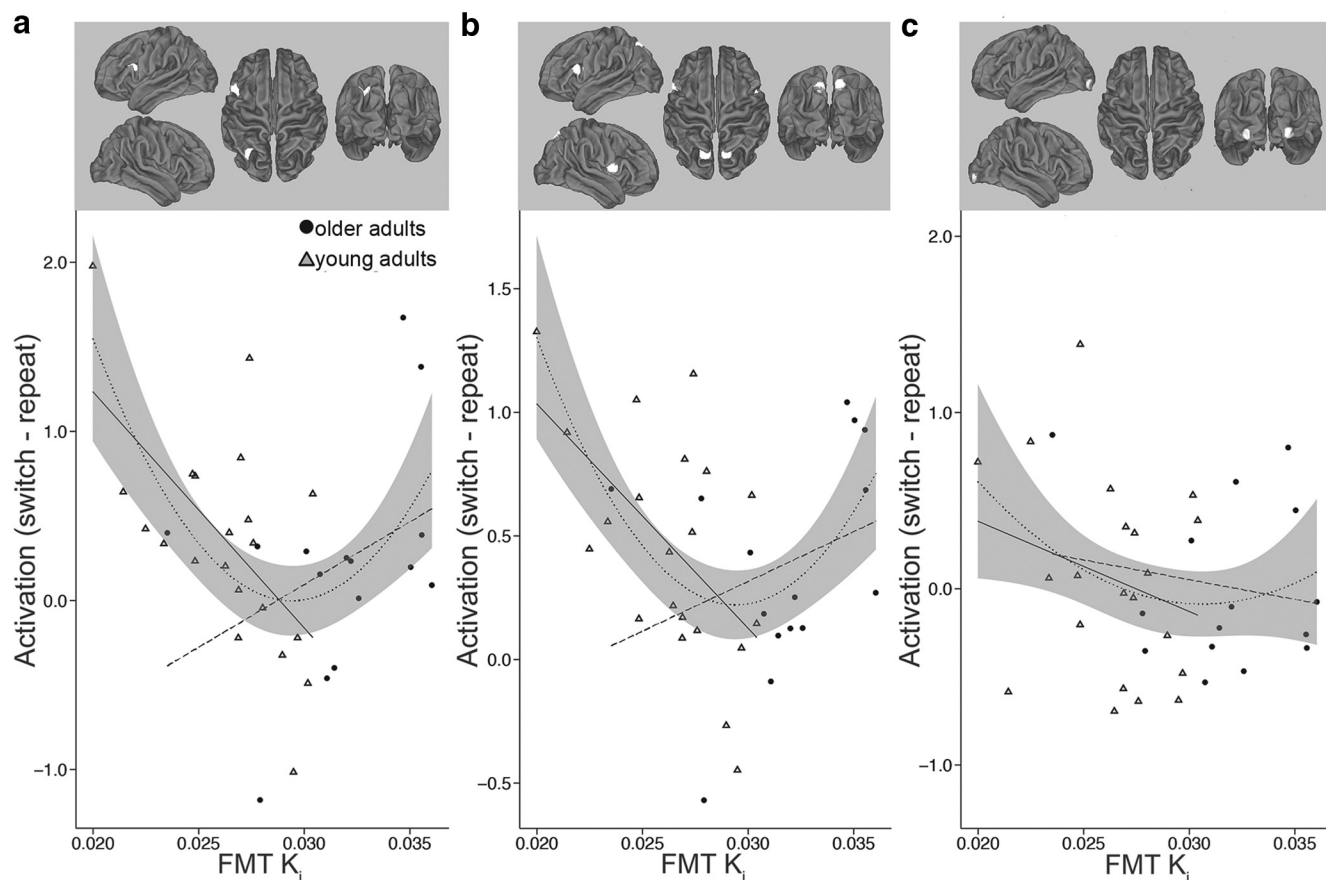 a
b
c
older adults
young adults
2.0
1.0
0.0
−1.0
Activation (switch - repeat)
0.020
0.025
0.030
0.035
FMT Ki
1.5
1.0
0.5
0.0
−0.5
Activation (switch - repeat)
0.020
0.025
0.030
0.035
FMT Ki
2.0
1.0
0.0
−1.0
Activation (switch - repeat)
0.020
0.025
0.030
0.035
FMT Ki